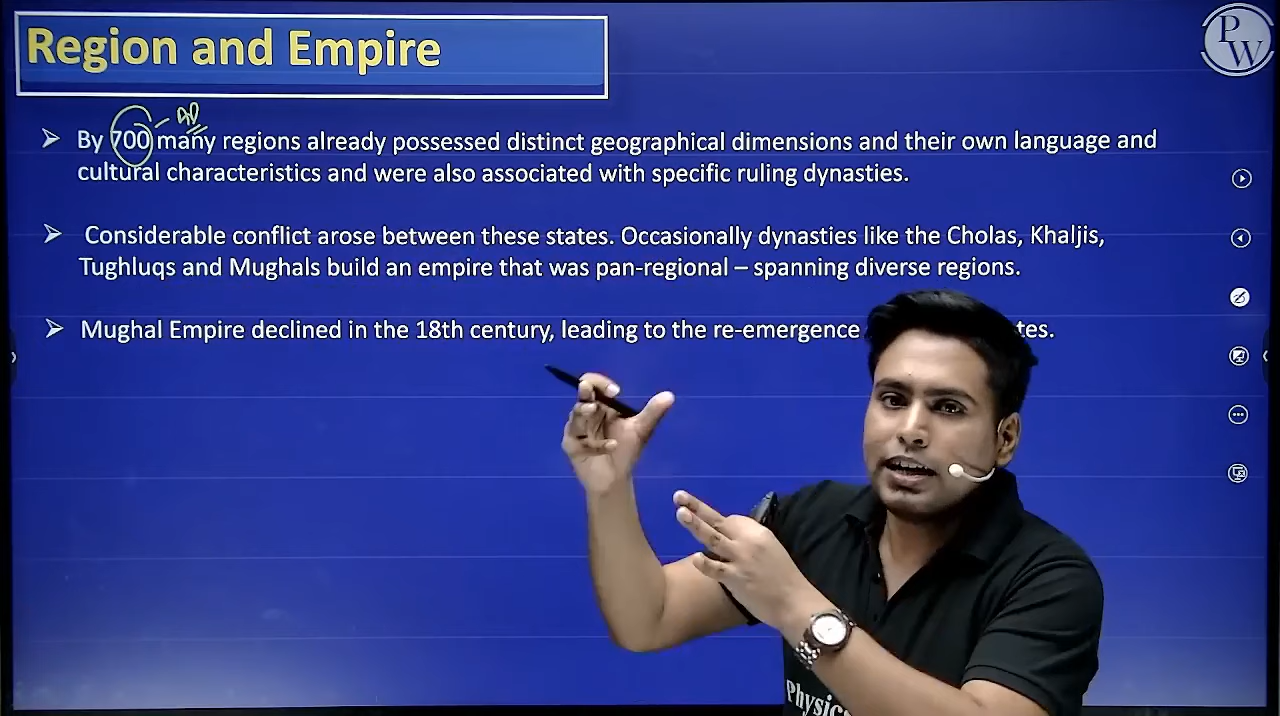 Region and Empire
PW
By 700 many regions already possessed distinct geographical dimensions and their own language and
cultural characteristics and were also associated with specific ruling dynasties.
Considerable conflict arose between these states. Occasionally dynasties like the Cholas, Khaljis,
Tughluqs and Mughals build an empire that was pan-regional – spanning diverse regions.
Mughal Empire declined in the 18th century, leading to the re-emergence